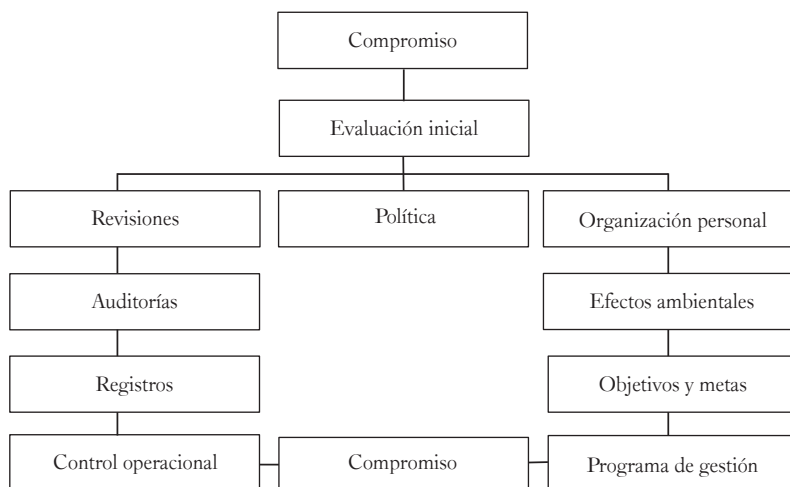 Compromiso
Evaluación inicial
Revisiones
Política
Organización personal
Auditorías
Efectos ambientales
Registros
Objetivos y metas
Control operacional
Compromiso
Programa de gestión